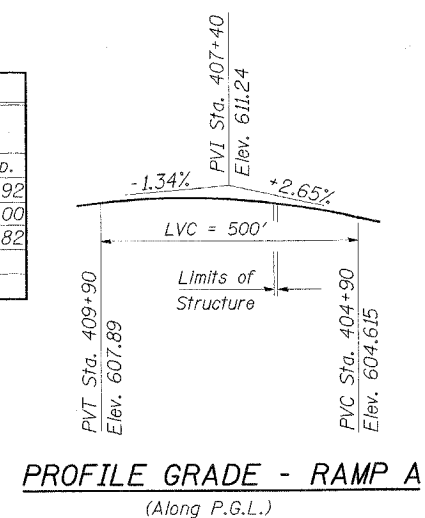 D.
92
00
82
PVI Sta. 407+40
Elev. 611.24
-1.34%
+2.65%
LVC = 500'
Limits of
Structure
PVT Sta. 409+90
Elev. 607.89
PVC Sta. 404+90
Elev. 604.615
PROFILE GRADE - RAMP A
(Along P.G.L.)